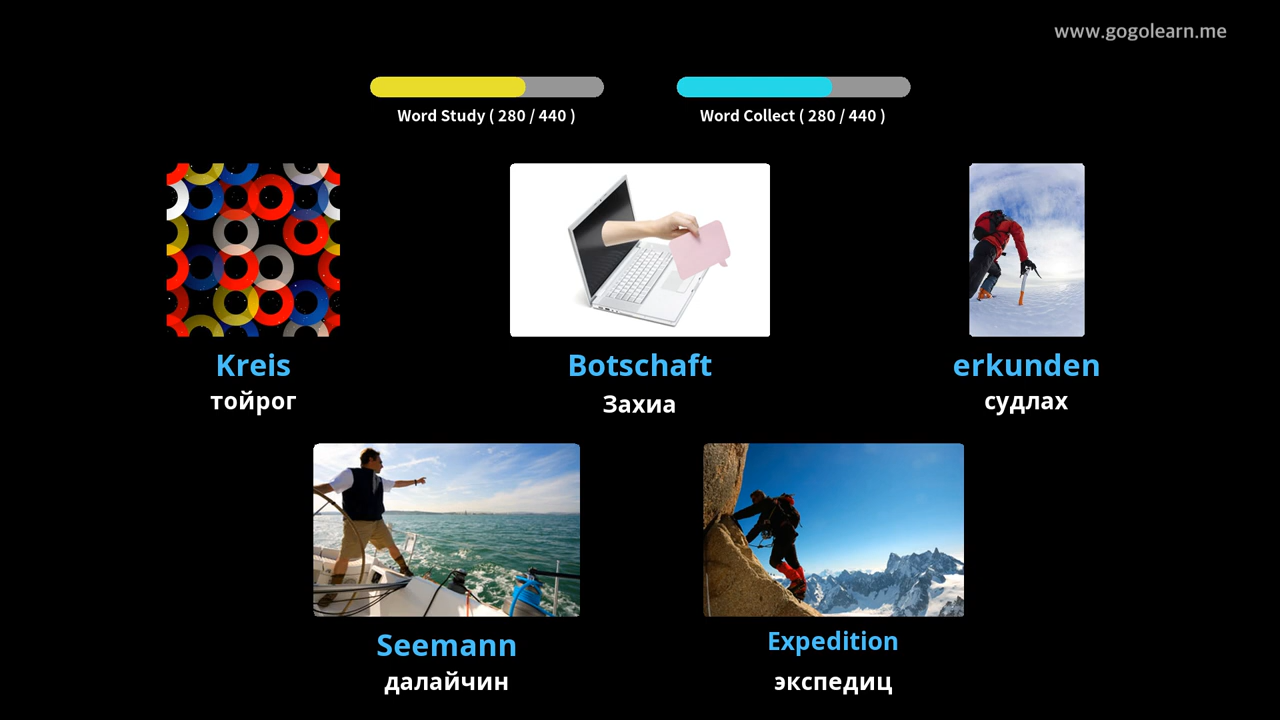 www.gogolearn.me
Word Study ( 280 / 440 )
Word Collect ( 280 / 440 )
Kreis
тойрог
Botschaft
Захиа
erkunden
судлах
Seemann
далайчин
Expedition
экспедиц